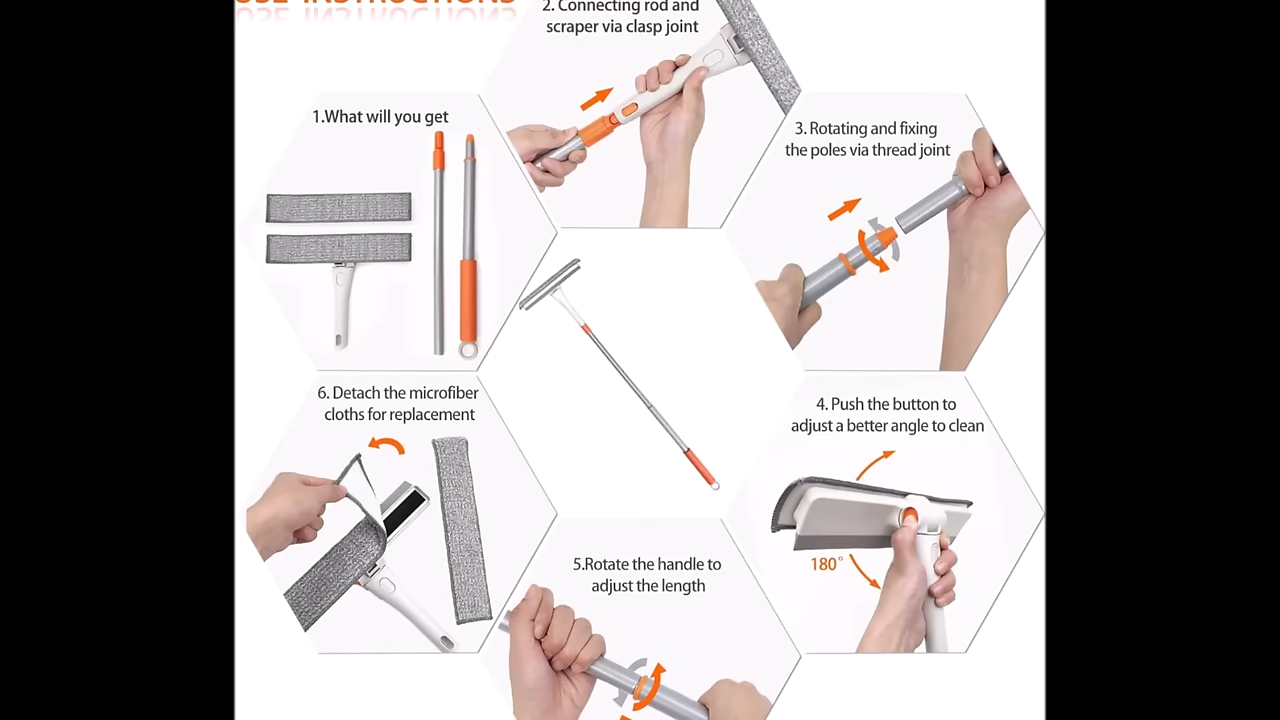 USE INSTRUCTIONS
2. Connecting rod and
scraper via clasp joint
1.What will you get
3. Rotating and fixing
the poles via thread joint
6. Detach the microfiber
cloths for replacement
4. Push the button to
adjust a better angle to clean
180°
5.Rotate the handle to
adjust the length